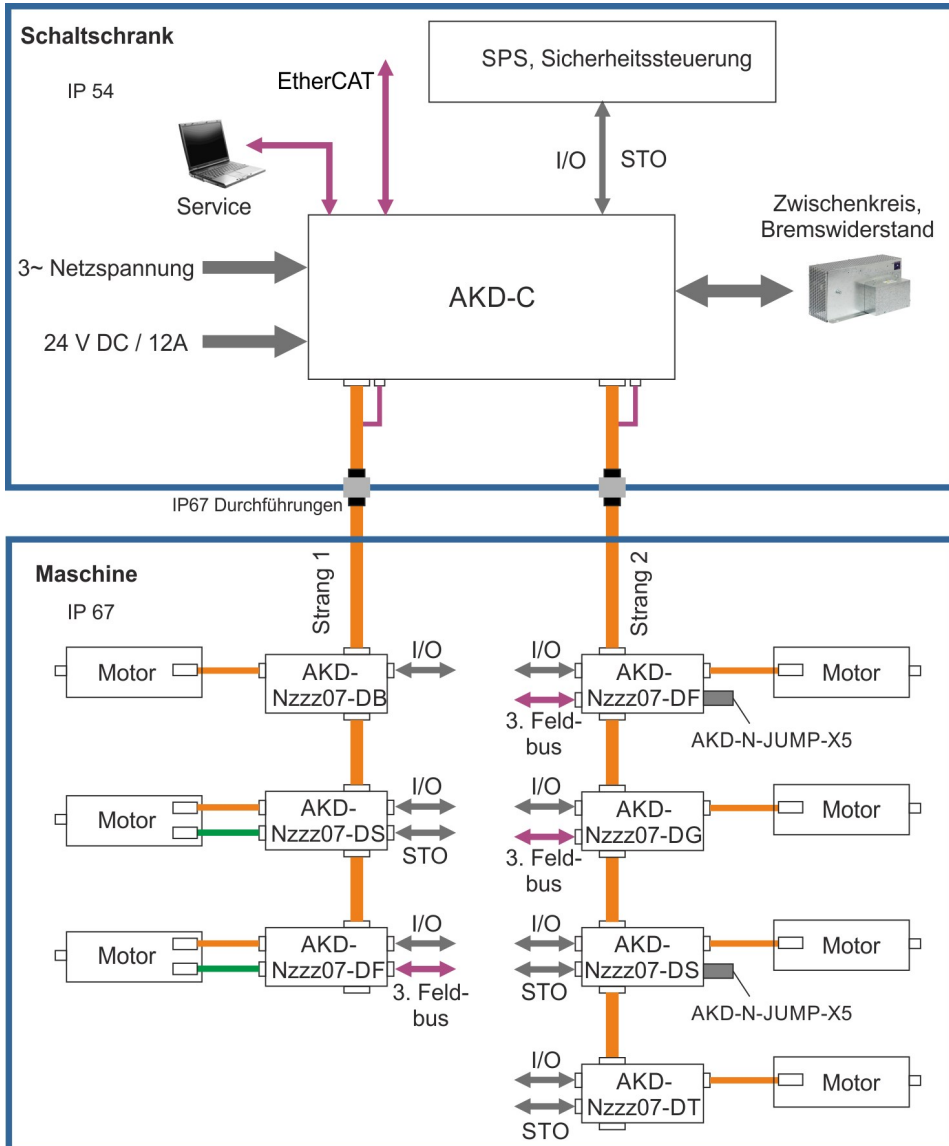 Schaltschrank
IP 54
EtherCAT
SPS, Sicherheitssteuerung
I/O
STO
Service
Zwischenkreis,
Bremswiderstand
3~ Netzspannung
AKD-C
24 V DC / 12A
IP67 Durchführungen
Maschine
IP 67
Strang 1
Strang 2
Motor
AKD-
Nzzz07-DB
I/O
I/O
3. Feld-
bus
AKD-
Nzzz07-DF
Motor
AKD-N-JUMP-X5
Motor
AKD-
Nzzz07-DS
I/O
STO
I/O
3. Feld-
bus
AKD-
Nzzz07-DG
Motor
Motor
AKD-
Nzzz07-DF
I/O
3. Feld-
bus
I/O
STO
AKD-
Nzzz07-DS
Motor
AKD-N-JUMP-X5
I/O
STO
AKD-
Nzzz07-DT
Motor